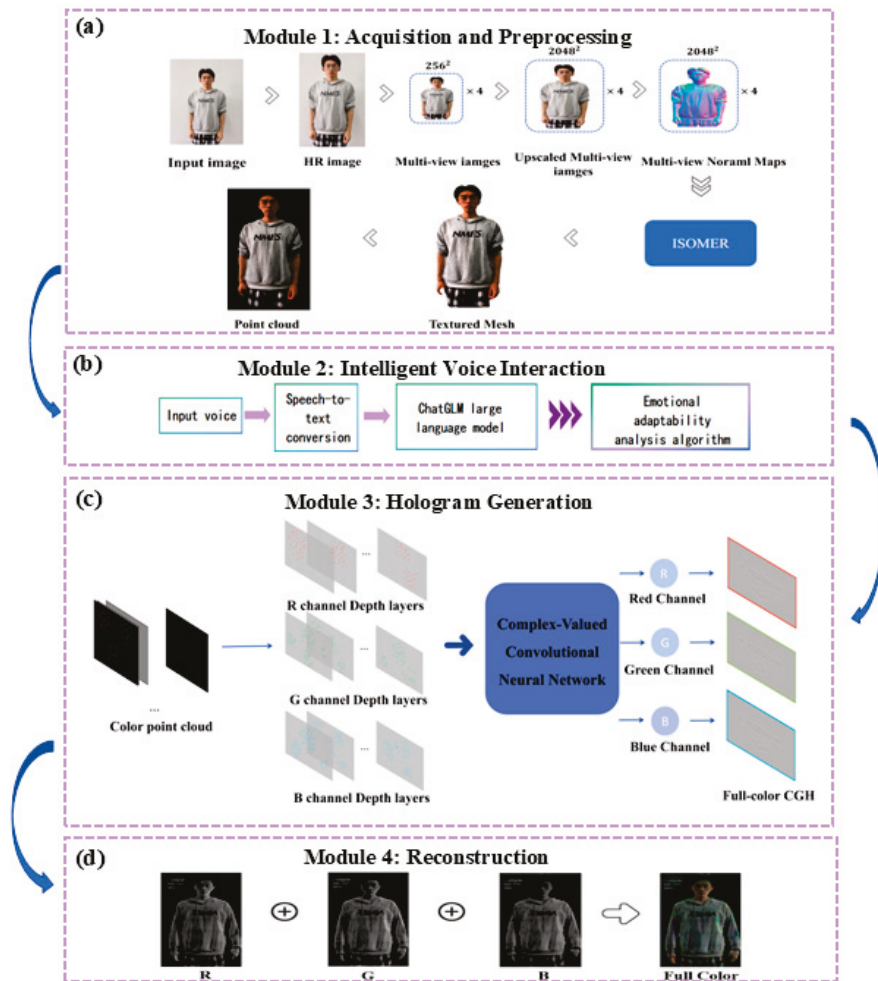 (a)
Module 1: Acquisition and Preprocessing
256²
× 4
2048²
× 4
2048²
× 4
Input image
HR image
Multi-view iamges
Upscaled Multi-view
iamges
Multi-view Noraml Maps
ISOMER
Point cloud
Textured Mesh
(b)
Module 2: Intelligent Voice Interaction
Input voice
Speech-to-
text
conversion
ChatGLM large
language model
Emotional
adaptability
analysis algorithm
(c)
Module 3: Hologram Generation
...
R channel Depth layers
...
G channel Depth layers
...
B channel Depth layers
...
Color point cloud
Complex-Valued
Convolutional
Neural Network
R
Red Channel
G
Green Channel
B
Blue Channel
Full-color CGH
(d)
Module 4: Reconstruction
R
G
B
Full Color